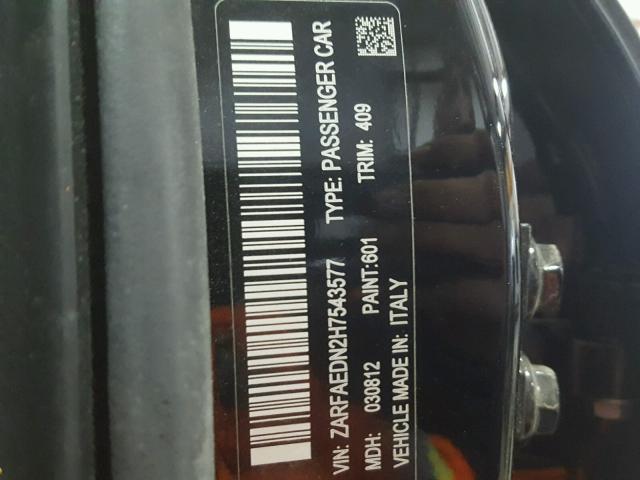 VIN: ZARFAEDN2H7543577 TYPE: PASSENGER CAR
MDH: 030812 PAINT:601 TRIM: 409
VEHICLE MADE IN: ITALY